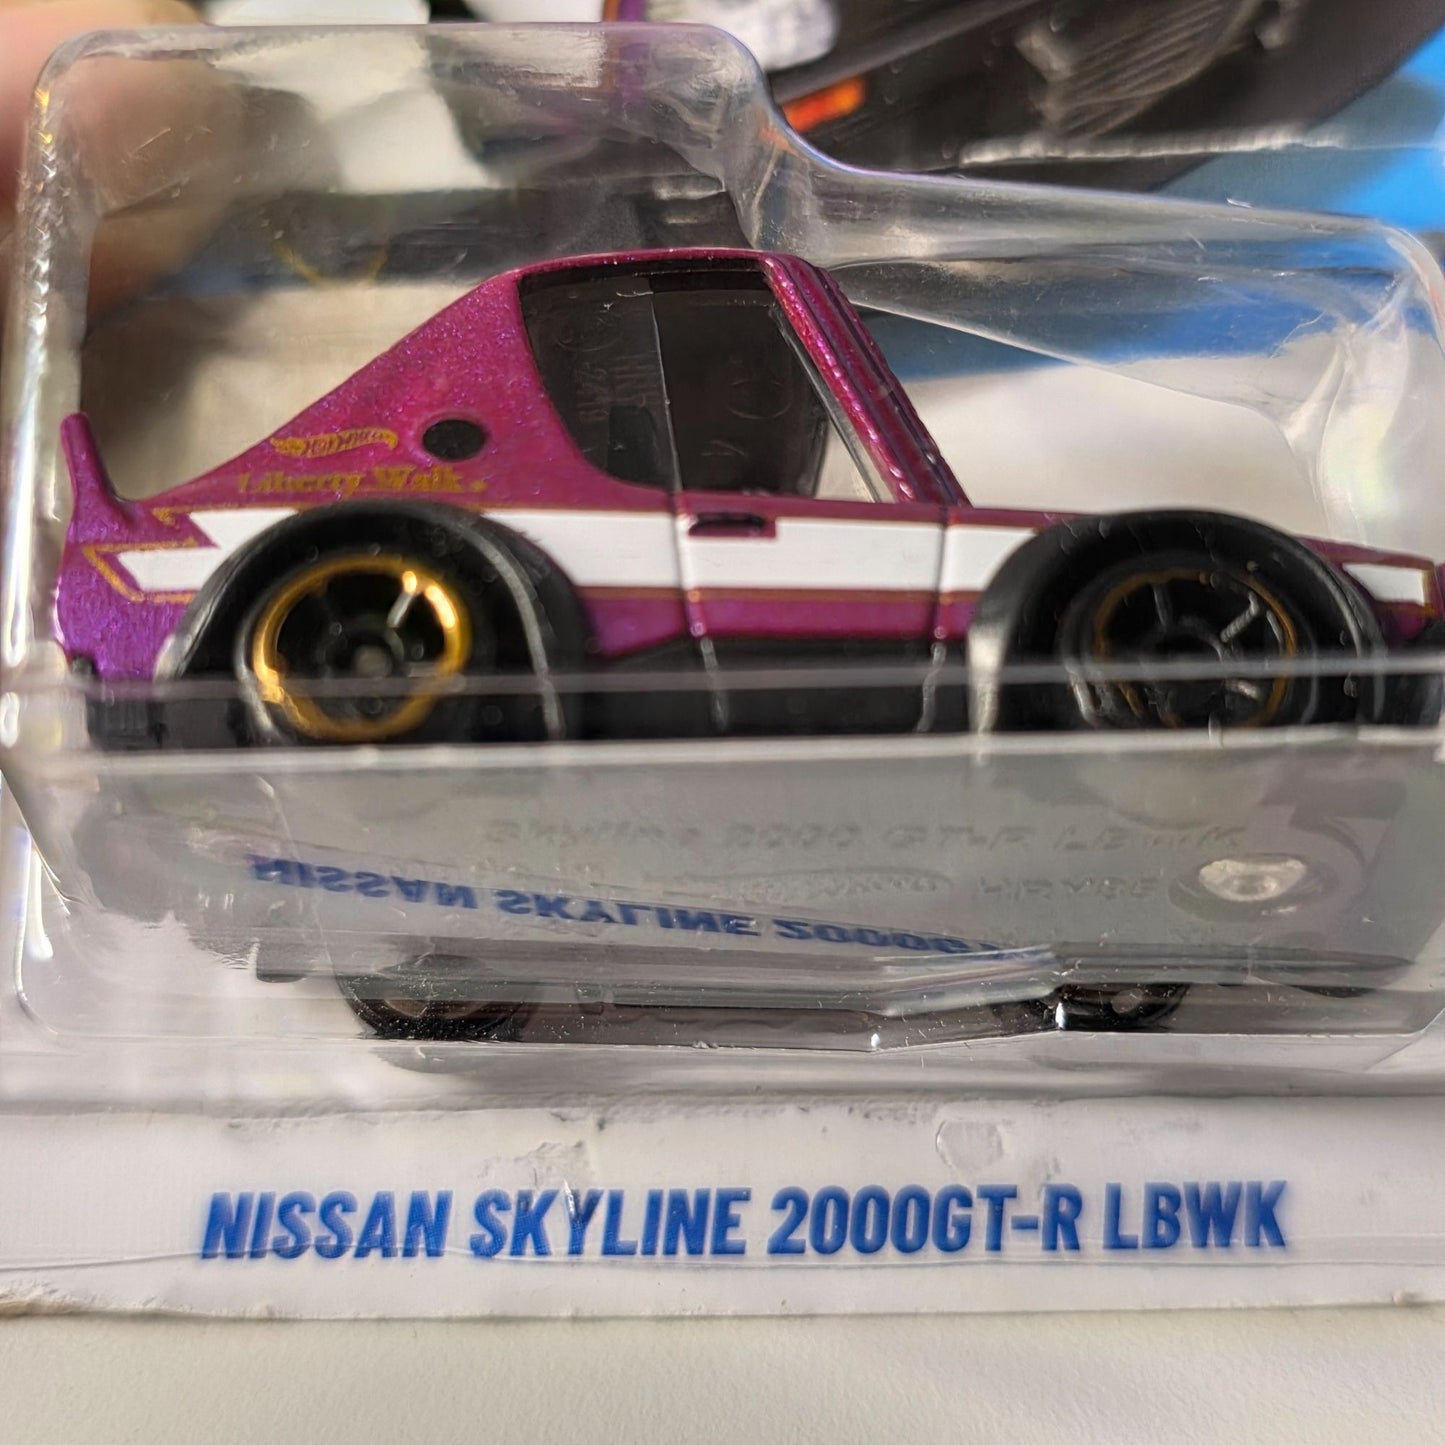 HOT WHEELS
Liberty Walk.
NISSAN SKYLINE 2000GT-R LBWK